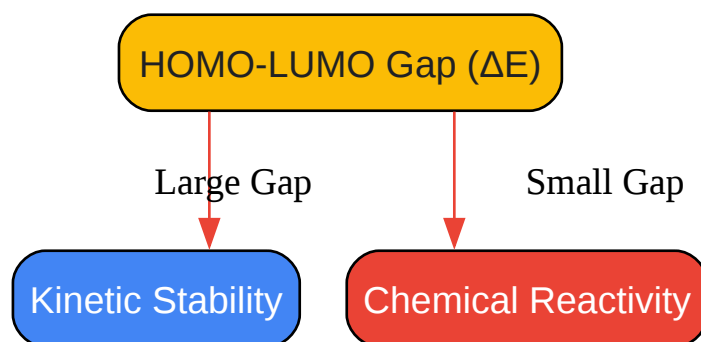 HOMO-LUMO Gap (ΔE)
Large Gap
Small Gap
Kinetic Stability
Chemical Reactivity